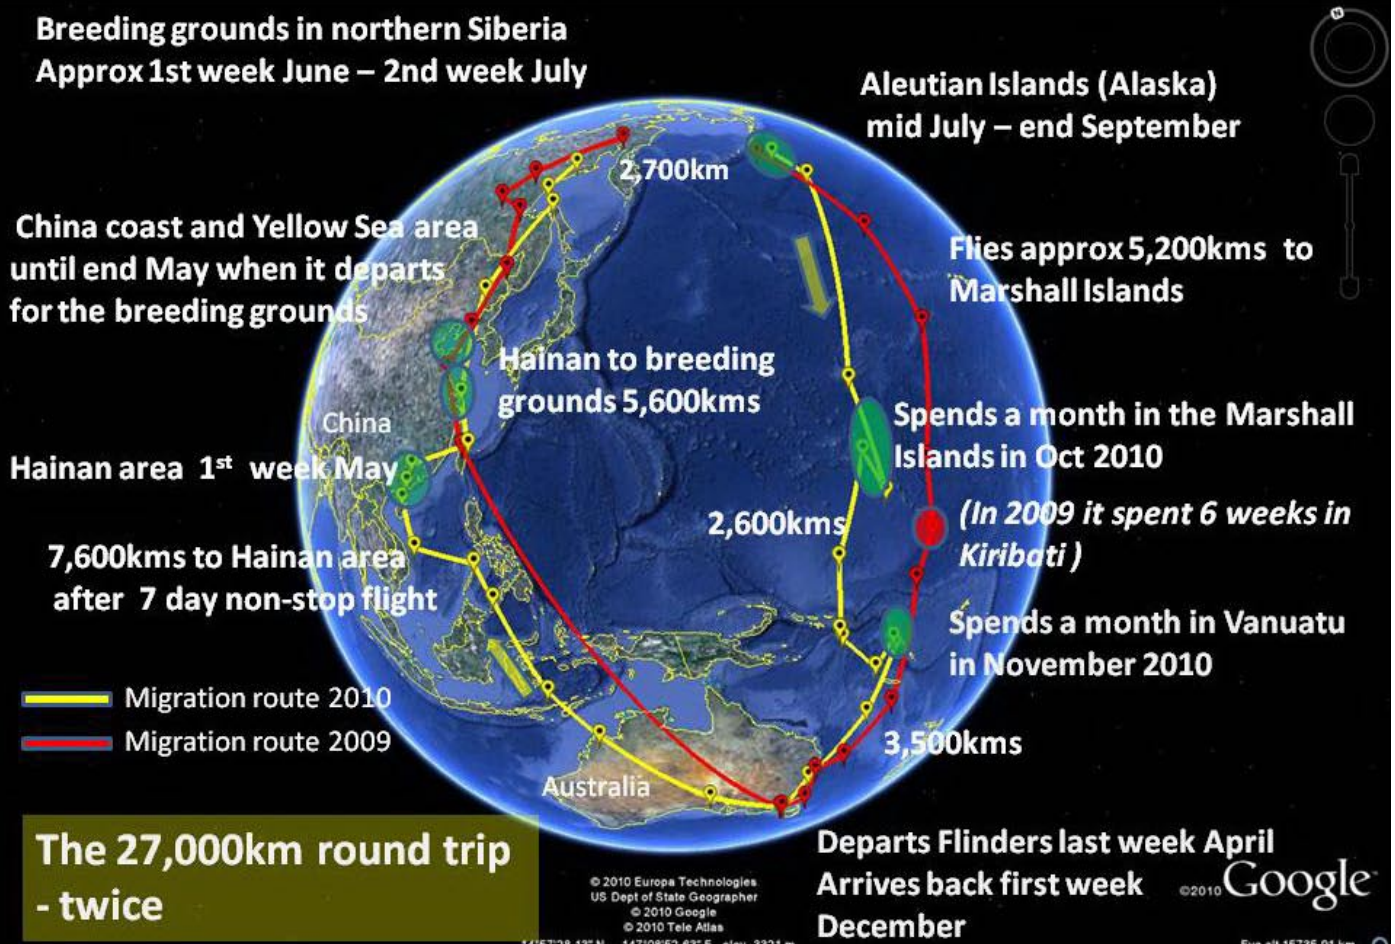 Breeding grounds in northern Siberia
Approx 1st week June – 2nd week July
Aleutian Islands (Alaska)
mid July – end September
N
2,700km
China coast and Yellow Sea area
until end May when it departs
for the breeding grounds
Flies approx 5,200kms to
Marshall Islands
Hainan to breeding
grounds 5,600kms
China
Spends a month in the Marshall
Islands in Oct 2010
Hainan area 1st week May
2,600kms
(In 2009 it spent 6 weeks in
Kiribati )
7,600kms to Hainan area
after 7 day non-stop flight
Spends a month in Vanuatu
in November 2010
Migration route 2010
Migration route 2009
3,500kms
Australia
The 27,000km round trip
- twice
Departs Flinders last week April
Arrives back first week
December
© 2010 Europa Technologies
US Dept of State Geographer
© 2010 Google
© 2010 Tele Atlas
©2010 Google